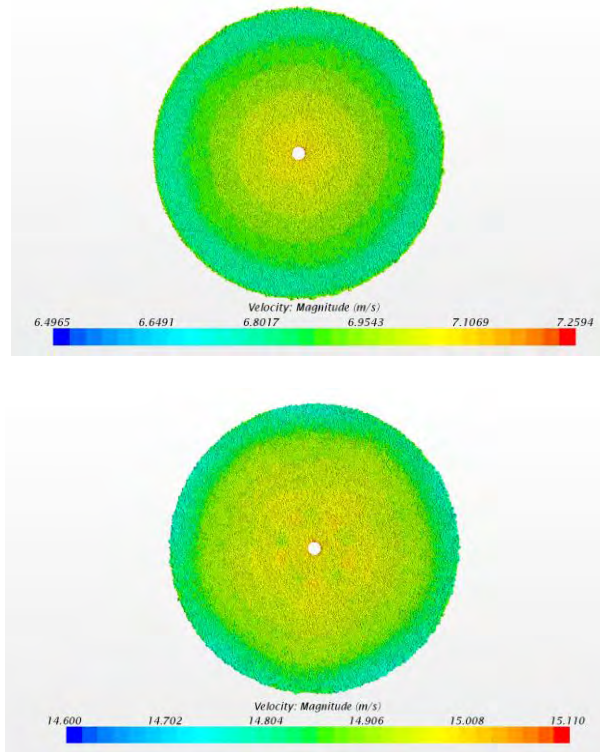 Velocity: Magnitude (m/s)
6.4965 6.6491 6.8017 6.9543 7.1069 7.2594
Velocity: Magnitude (m/s)
14.600 14.702 14.804 14.906 15.008 15.110